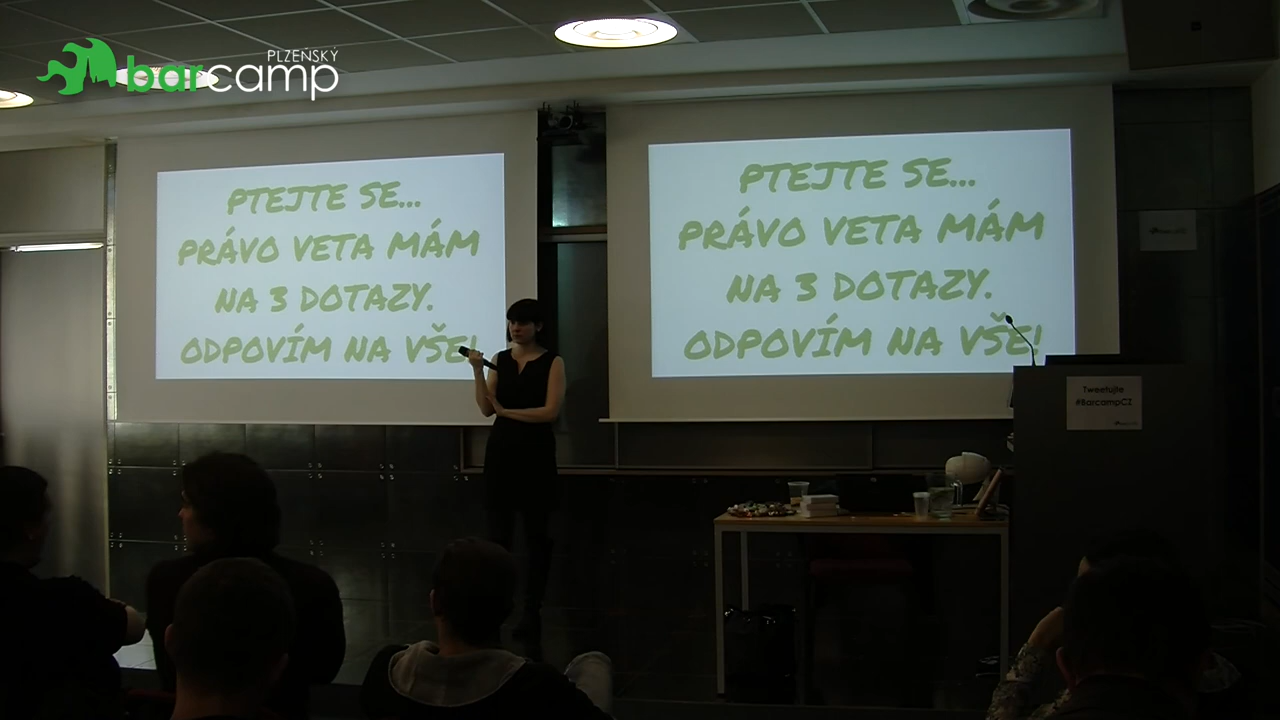 PLZEŇSKÝ
barcamp
PTEJTE SE...
PRÁVO VETA MÁM
NA 3 DOTAZY.
ODPOVÍM NA VŠE!
PTEJTE SE...
PRÁVO VETA MÁM
NA 3 DOTAZY.
ODPOVÍM NA VŠE!
Tweetujte
#BarcampCZ